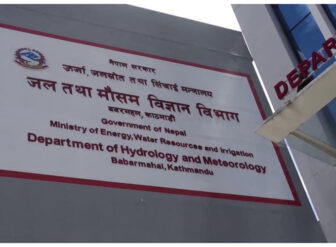 नेपाल सरकार
ऊर्जा, जलस्रोत तथा सिंचाई मन्त्रालय
जल तथा मौसम विज्ञान विभाग
बबरमहल, काठमाडौं
Government of Nepal
Ministry of Energy, Water Resources and Irrigation
Department of Hydrology and Meteorology
Babarmahal, Kathmandu
DEPAR